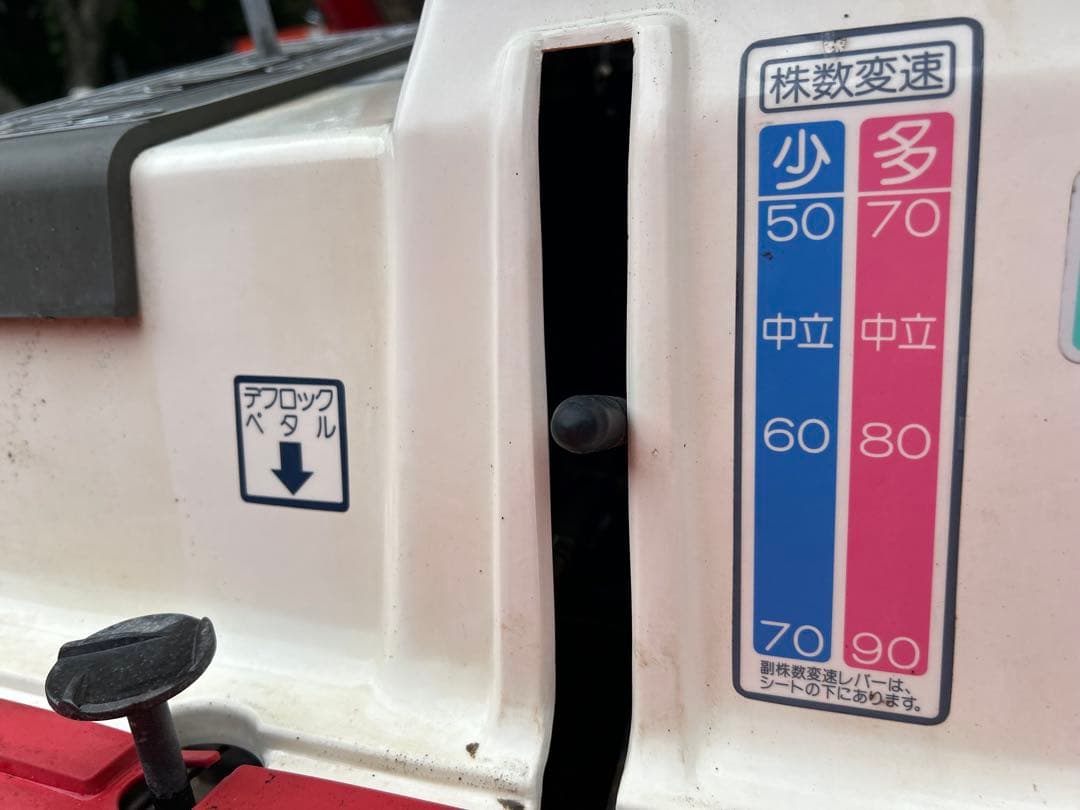 株数変速
少 多
50 70
中立 中立
60 80
70 90
副株数変速レバーは、
シートの下にあります。
デフロック
ペタル